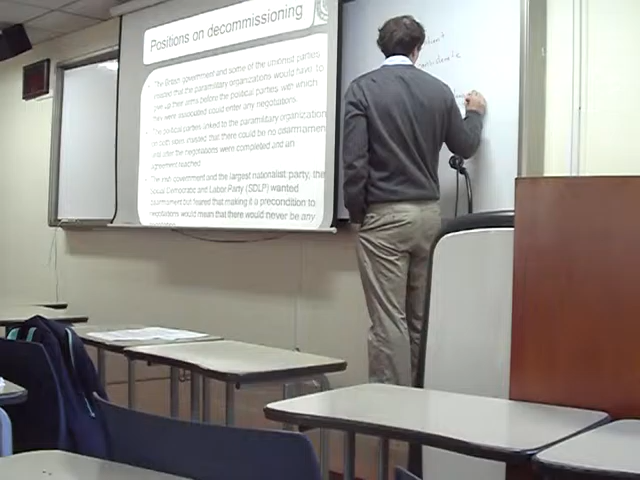 Positions on decommissioning
The British government and some of the unionist parties
insisted that the paramilitary organizations would have to
give up their arms before the political parties with which
they were associated could enter any negotiations.
The political parties linked to the paramilitary organization
on both sides insisted that there could be no disarmament
until after the negotiations were completed and an
agreement reached
The Irish government and the largest nationalist party, the
Social Democratic and Labor Party (SDLP) wanted
disarmament but feared that making it a precondition to
negotiations would mean that there would never be any